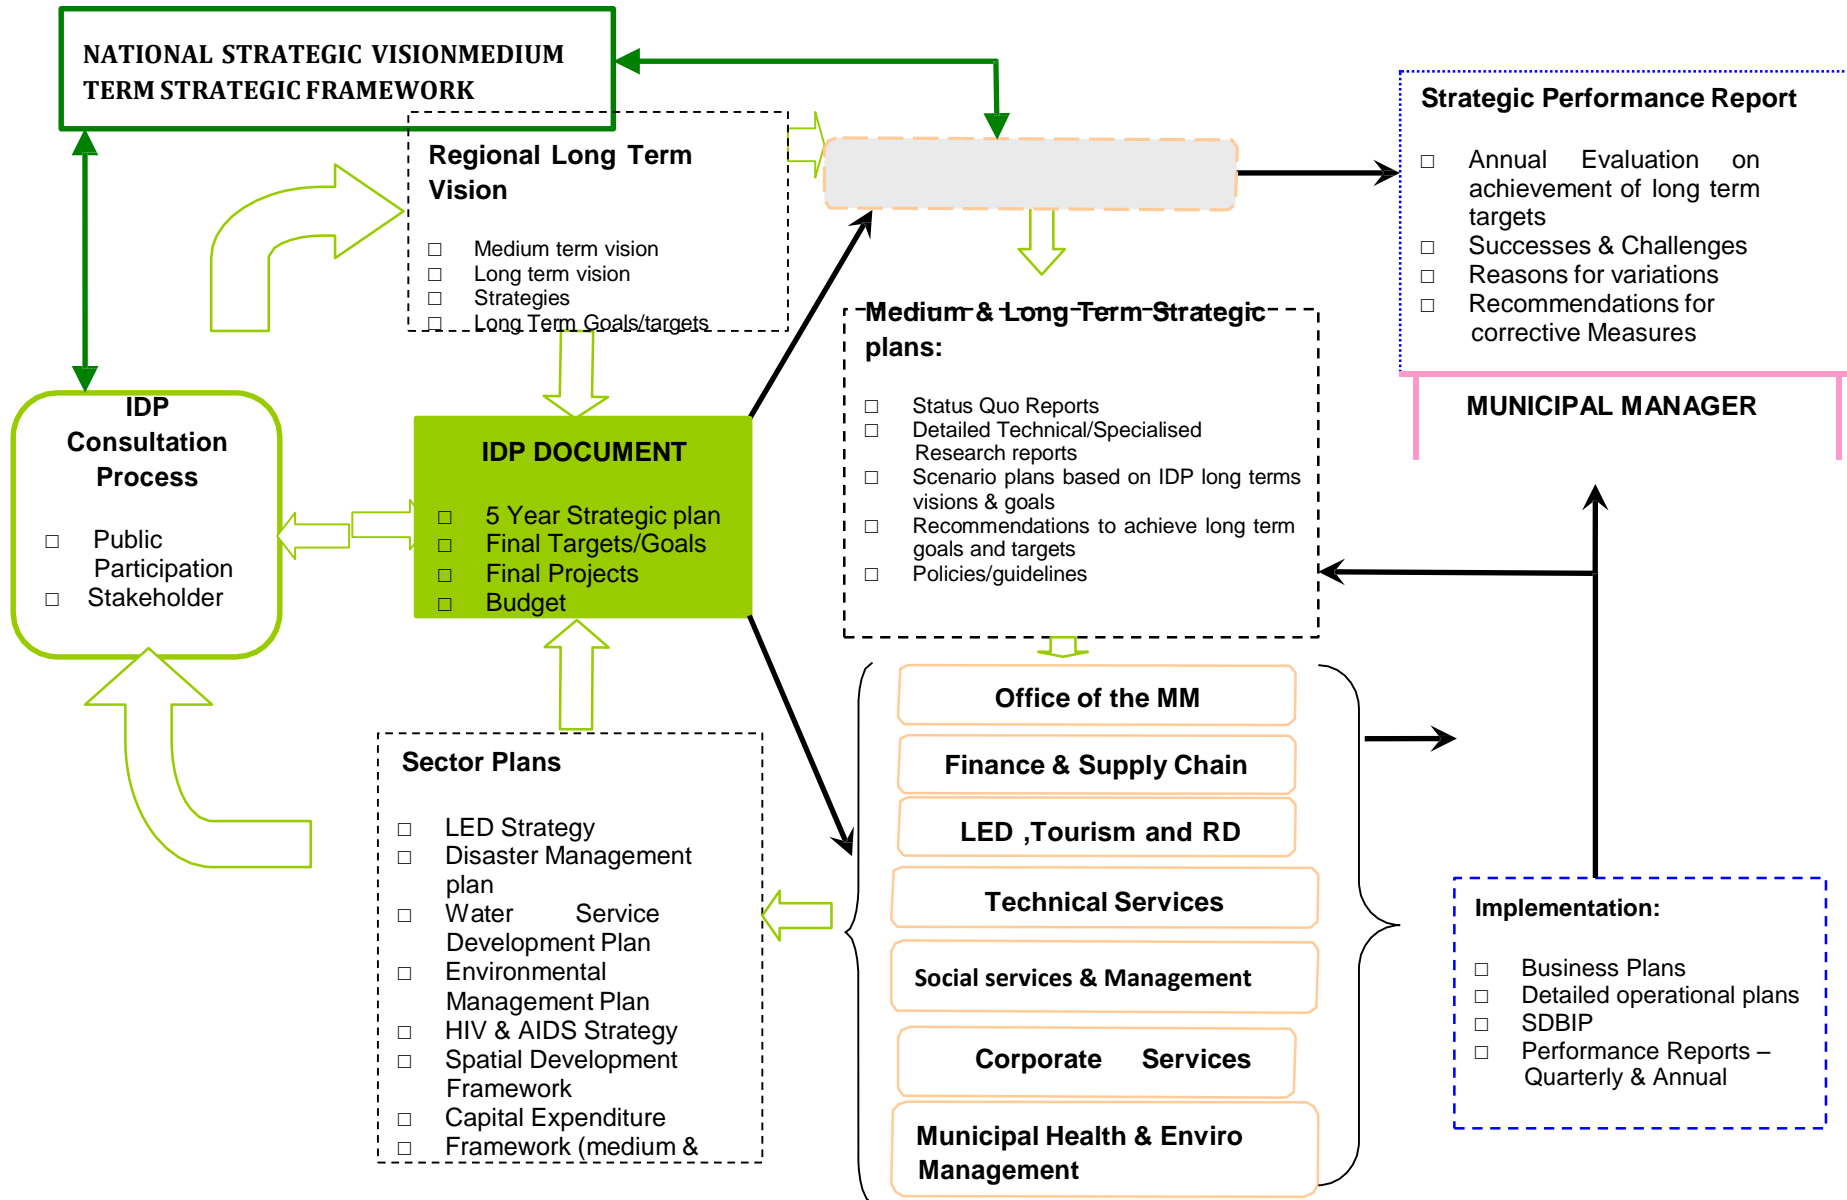 NATIONAL STRATEGIC VISIONMEDIUM
TERM STRATEGIC FRAMEWORK
Regional Long Term
Vision
□ Medium term vision
□ Long term vision
□ Strategies
□ Long Term Goals/targets
Strategic Performance Report
□ Annual Evaluation on
achievement of long term
targets
□ Successes & Challenges
□ Reasons for variations
□ Recommendations for
corrective Measures
MUNICIPAL MANAGER
IDP
Consultation
Process
□ Public
Participation
□ Stakeholder
IDP DOCUMENT
□ 5 Year Strategic plan
□ Final Targets/Goals
□ Final Projects
□ Budget
Medium & Long Term Strategic
plans:
□ Status Quo Reports
□ Detailed Technical/Specialised
Research reports
□ Scenario plans based on IDP long terms
visions & goals
□ Recommendations to achieve long term
goals and targets
□ Policies/guidelines
Sector Plans
□ LED Strategy
□ Disaster Management
plan
□ Water Service
Development Plan
□ Environmental
Management Plan
□ HIV & AIDS Strategy
□ Spatial Development
Framework
□ Capital Expenditure
□ Framework (medium &
Office of the MM
Finance & Supply Chain
LED ,Tourism and RD
Technical Services
Social services & Management
Corporate Services
Municipal Health & Enviro
Management
Implementation:
□ Business Plans
□ Detailed operational plans
□ SDBIP
□ Performance Reports –
Quarterly & Annual